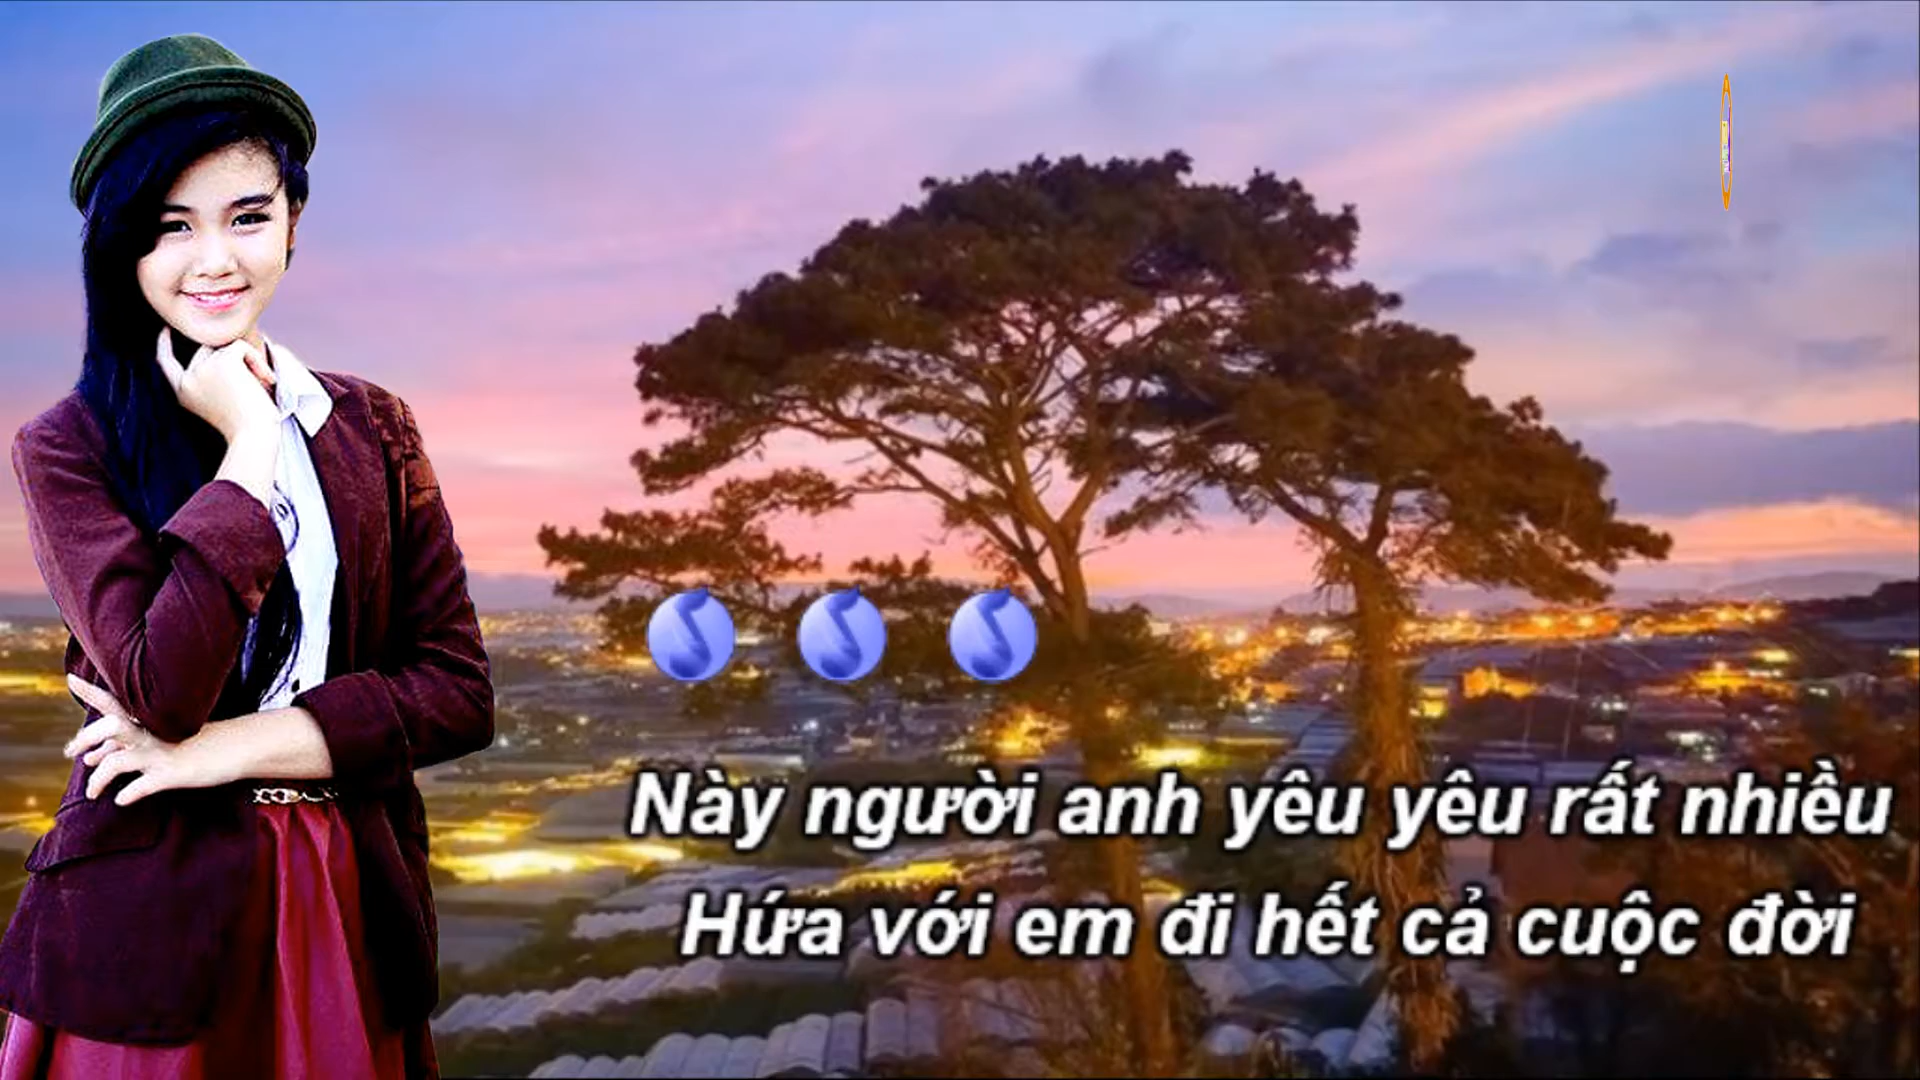 Này người anh yêu yêu rất nhiều
Hứa với em đi hết cả cuộc đời